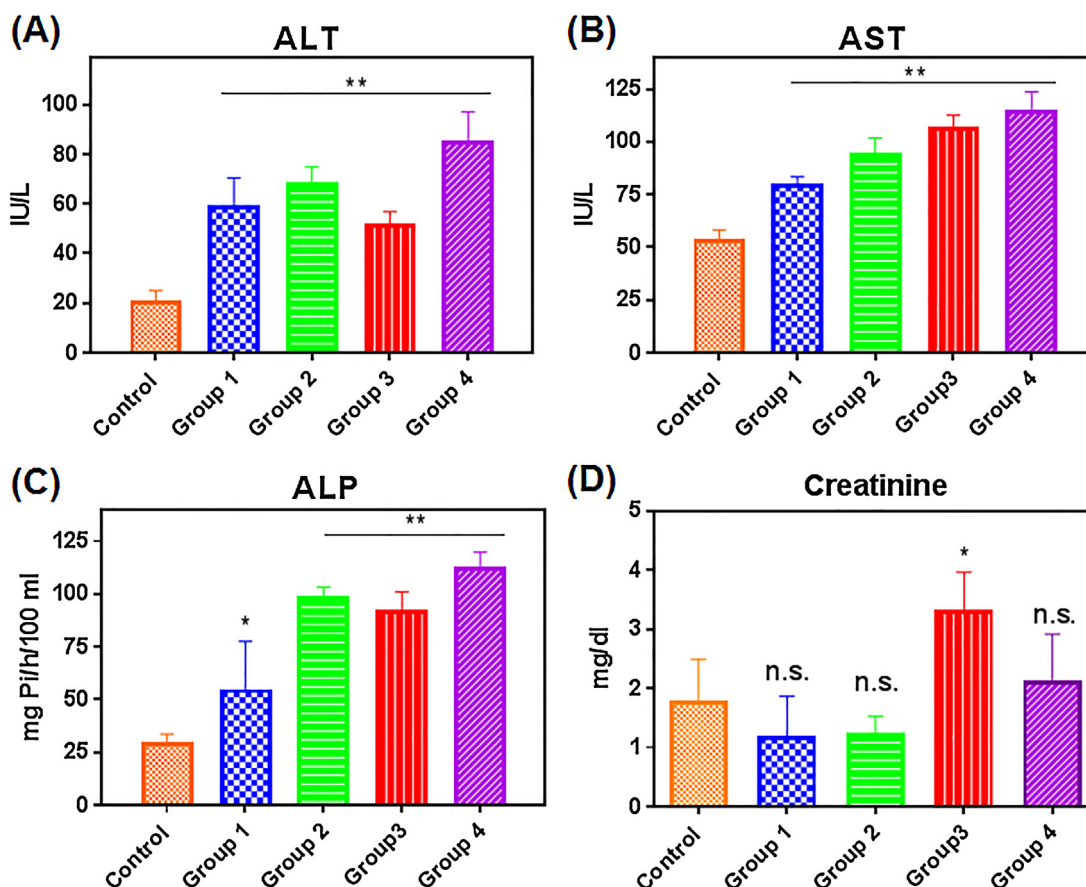 (A)
ALT
**
IU/L
100
80
60
40
20
0
Control
Group 1
Group 2
Group 3
Group 4
(B)
AST
**
IU/L
125
100
75
50
25
0
Control
Group 1
Group 2
Group3
Group 4
(C)
ALP
**
*
mg Pi/h/100 ml
125
100
75
50
25
0
Control
Group 1
Group 2
Group3
Group 4
(D)
Creatinine
mg/dl
5
4
3
2
1
0
n.s.
n.s.
*
n.s.
Control
Group 1
Group 2
Group3
Group 4